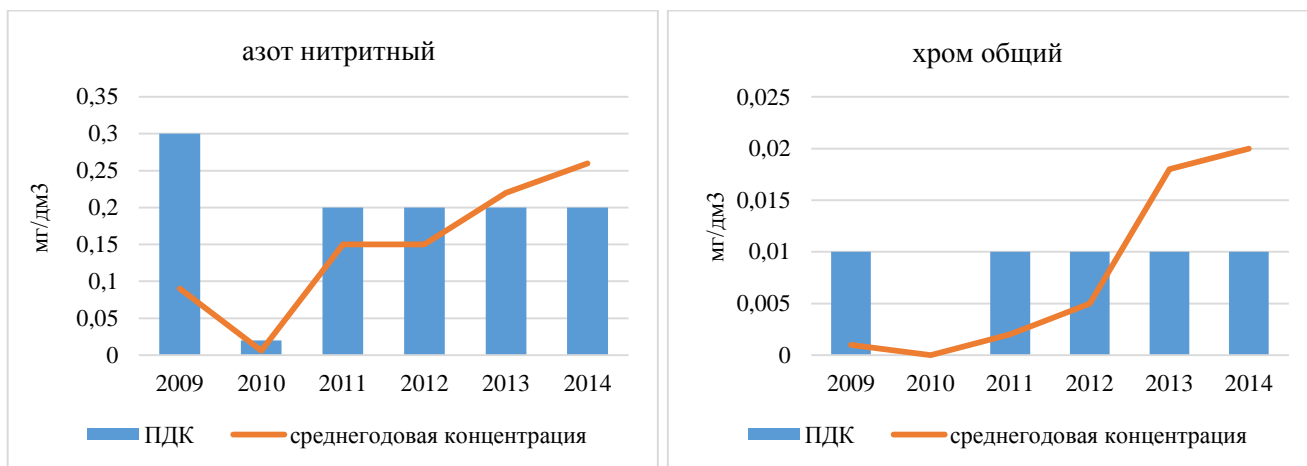 азот нитритный
мг/дм3
0,35
0,3
0,25
0,2
0,15
0,1
0,05
0
2009 2010 2011 2012 2013 2014
ПДК среднегодовая концентрация
хром общий
мг/дм3
0,025
0,02
0,015
0,01
0,005
0
2009 2010 2011 2012 2013 2014
ПДК среднегодовая концентрация